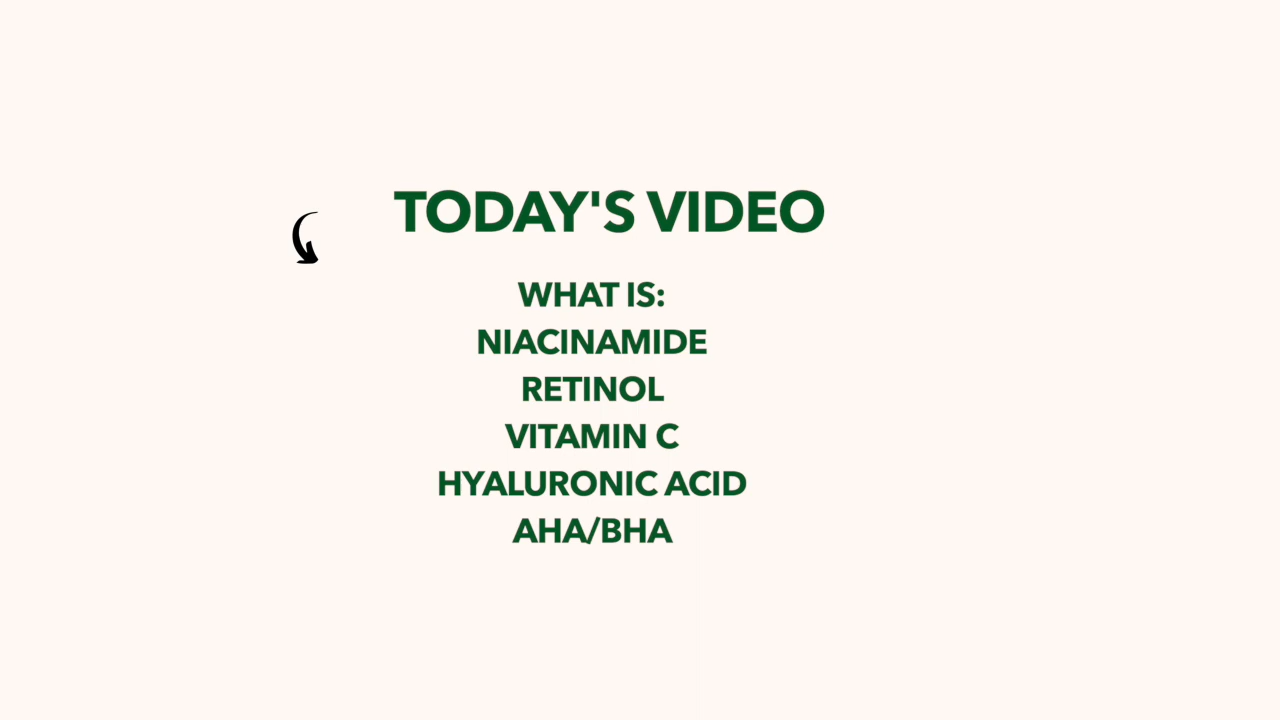 TODAY'S VIDEO
WHAT IS:
NIACINAMIDE
RETINOL
VITAMIN C
HYALURONIC ACID
AHA/BHA